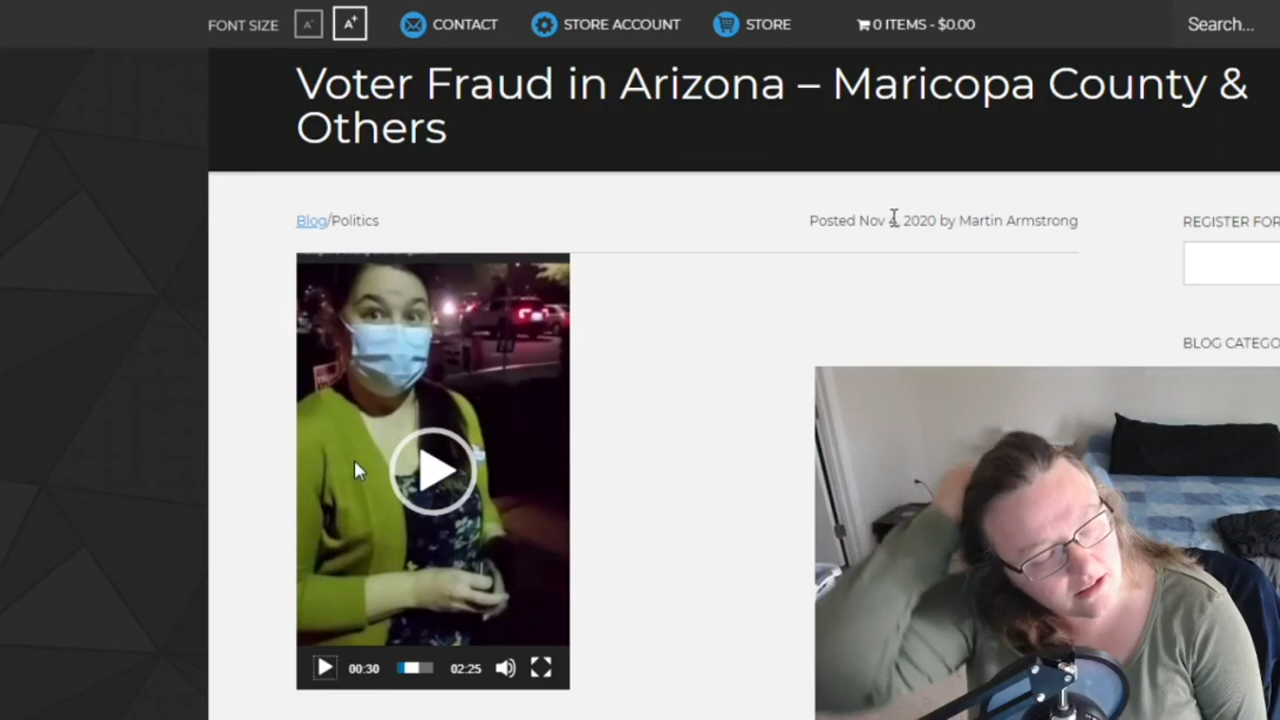 FONT SIZE A- A+ CONTACT STORE ACCOUNT STORE 0 ITEMS - $0.00 Search...
Voter Fraud in Arizona – Maricopa County &
Others
Blog/Politics
Posted Nov 4, 2020 by Martin Armstrong
REGISTER FOR
BLOG CATEGO
00:30 02:25